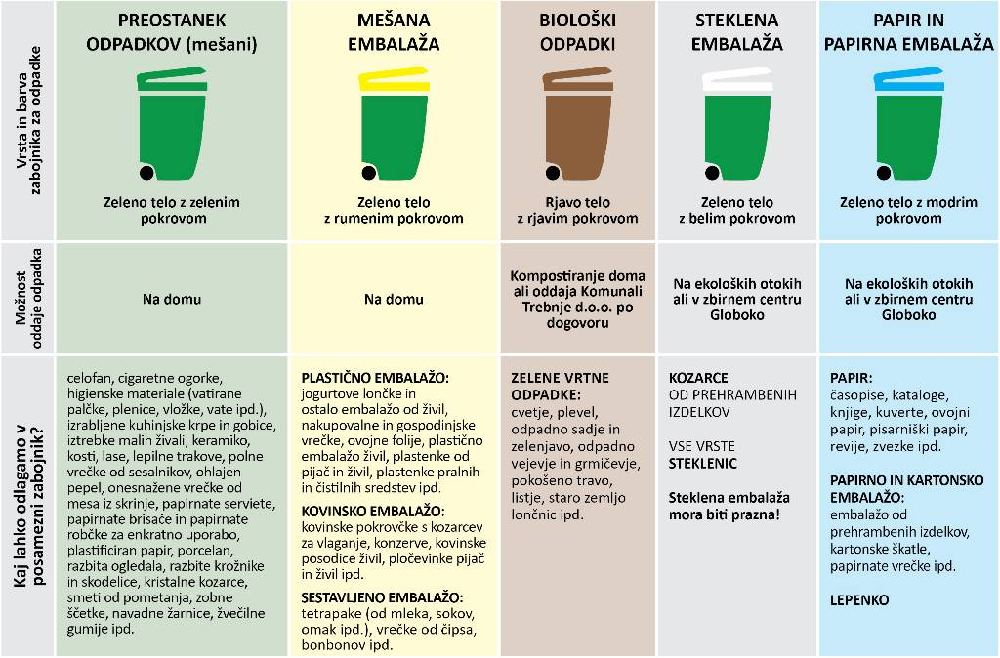 Vrsta in barva
zabojnika za odpadke
PREOSTANEK
ODPADKOV (mešani)
Zeleno telo z zelenim
pokrovom
MEŠANA
EMBALAŽA
Zeleno telo
z rumenim pokrovom
BIOLOŠKI
ODPADKI
Rjavo telo
z rjavim pokrovom
STEKLENA
EMBALAŽA
Zeleno telo
z belim pokrovom
PAPIR IN
PAPIRNA EMBALAŽA
Zeleno telo z modrim
pokrovom
Možnost
oddaje odpadka
Na domu
Na domu
Kompostiranje doma
ali oddaja Komunali
Trebnje d.o.o. po
dogovoru
Na ekoloških otokih
ali v zbirnem centru
Globoko
Na ekoloških otokih
ali v zbirnem centru
Globoko
Kaj lahko odlagamo v
posamezni zabojnik?
celofan, cigaretne ogorke,
higienske materiale (vatirane
palčke, plenice, vložke, vate ipd.),
izrabljene kuhinjske krpe in gobice,
iztrebke malih živali, keramiko,
kosti, lase, lepilne trakove, polne
vrečke od sesalnikov, ohlajen
pepel, onesnažene vrečke od
mesa iz skrinje, papirnate serviete,
papirnate brisače in papirnate
robčke za enkratno uporabo,
plastificiran papir, porcelan,
razbita ogledala, razbite krožnike
in skodelice, kristalne kozarce,
smeti od pometanja, zobne
ščetke, navadne žarnice, žvečilne
gumije ipd.
PLASTIČNO EMBALAŽO:
jogurtove lončke in
ostalo embalažo od živil,
nakupovalne in gospodinjske
vrečke, ovojne folije, plastično
embalažo živil, plastenke od
pijač in živil, plastenke pralnih
in čistilnih sredstev ipd.
KOVINSKO EMBALAŽO:
kovinske pokrovčke s kozarcev
za vlaganje, konzerve, kovinske
posodice živil, pločevinke pijač
in živil ipd.
SESTAVLJENO EMBALAŽO:
tetrapake (od mleka, sokov,
omak ipd.), vrečke od čipsa,
bonbonov ipd.
ZELENE VRTNE
ODPADKE:
cvetje, plevel,
odpadno sadje in
zelenjavo, odpadno
vejevje in grmičevje,
pokošeno travo,
listje, staro zemljo
lončnic ipd.
KOZARCE
OD PREHRAMBENIH
IZDELKOV
VSE VRSTE
STEKLENIC
Steklena embalaža
mora biti prazna!
PAPIR:
časopise, kataloge,
knjige, kuverte, ovojni
papir, pisarniški papir,
revije, zvezke ipd.
PAPIRNO IN KARTONSKO
EMBALAŽO:
embalažo od
prehrambenih izdelkov,
kartonske škatle,
papirnate vrečke ipd.
LEPENKO